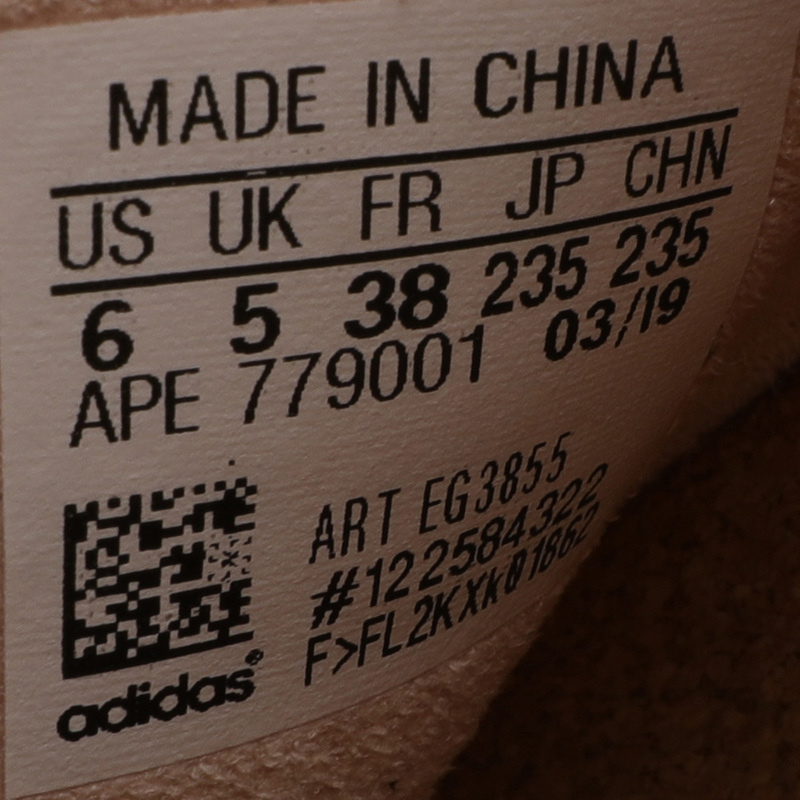 MADE IN CHINA
US UK FR JP CHN
6 5 38 235 235
APE 779001 03/19
ART EG3855
#122584322
F>FL2KXk01862
adidas®